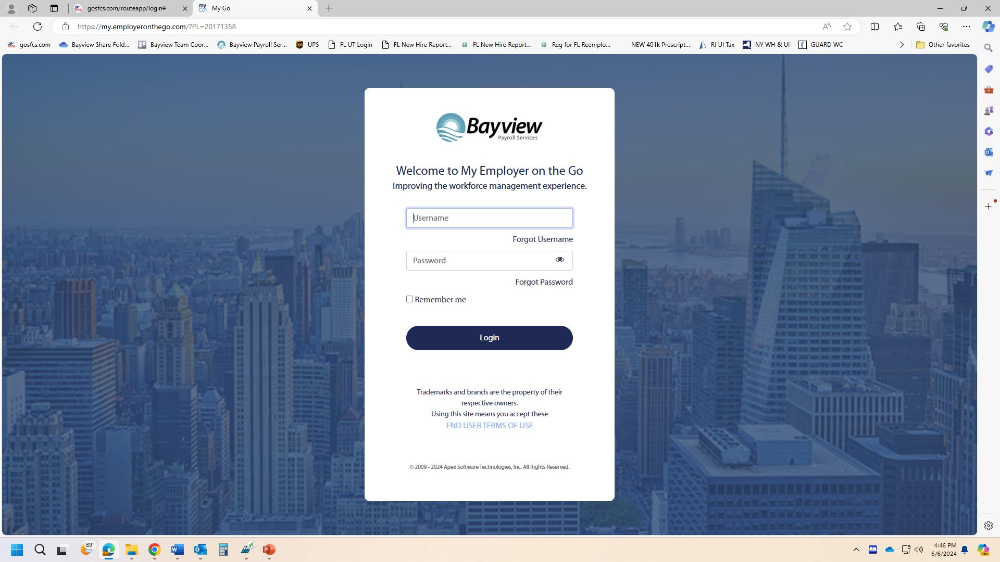 gosfcs.com/routeapp/login#
My Go
https://my.employeronthego.com/?PL=20171358
gosfcs.com
Bayview Share Fold...
Bayview Team Coor...
Bayview Payroll Ser...
UPS
FL UT Login
FL New Hire Report...
FL New Hire Report...
Reg for FL Reemplo...
NEW 401k Prescript...
RI UI Tax
NY WH & UI
GUARD WC
Other favorites
Bayview
Payroll Services
Welcome to My Employer on the Go
Improving the workforce management experience.
Username
Forgot Username
Password
Forgot Password
Remember me
Login
Trademarks and brands are the property of their
respective owners.
Using this site means you accept these
END USER TERMS OF USE
© 2009 - 2024 Apex Software Technologies, Inc. All Rights Reserved.
89°
4:46 PM
6/6/2024
PRE